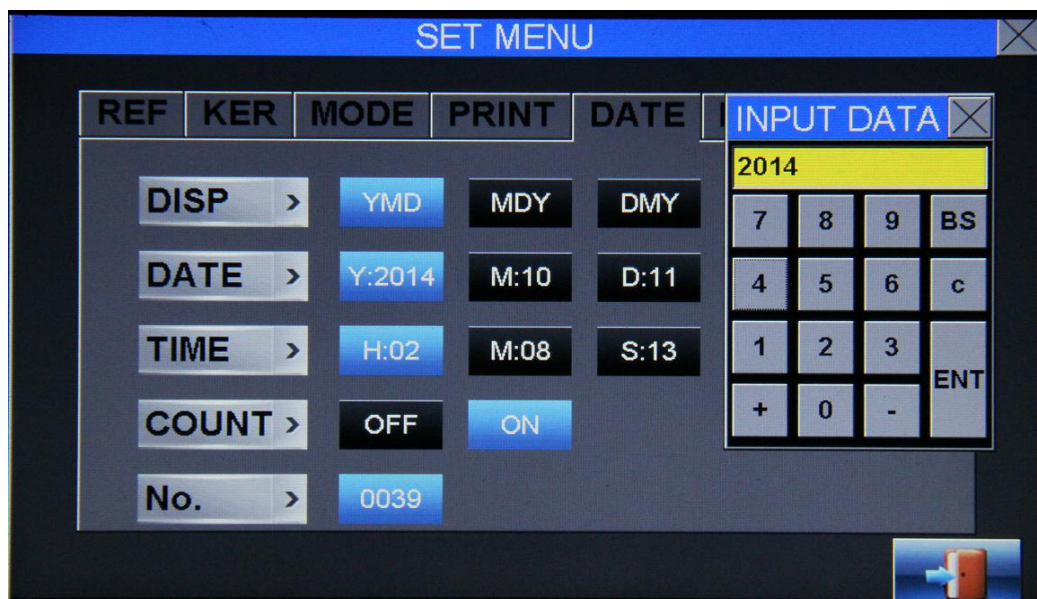 SET MENU
REF KER MODE PRINT DATE
INPUT DATA
2014
7 8 9 BS
4 5 6 c
1 2 3
ENT
+ 0 -
DISP > YMD MDY DMY
DATE > Y:2014 M:10 D:11
TIME > H:02 M:08 S:13
COUNT > OFF ON
No. > 0039